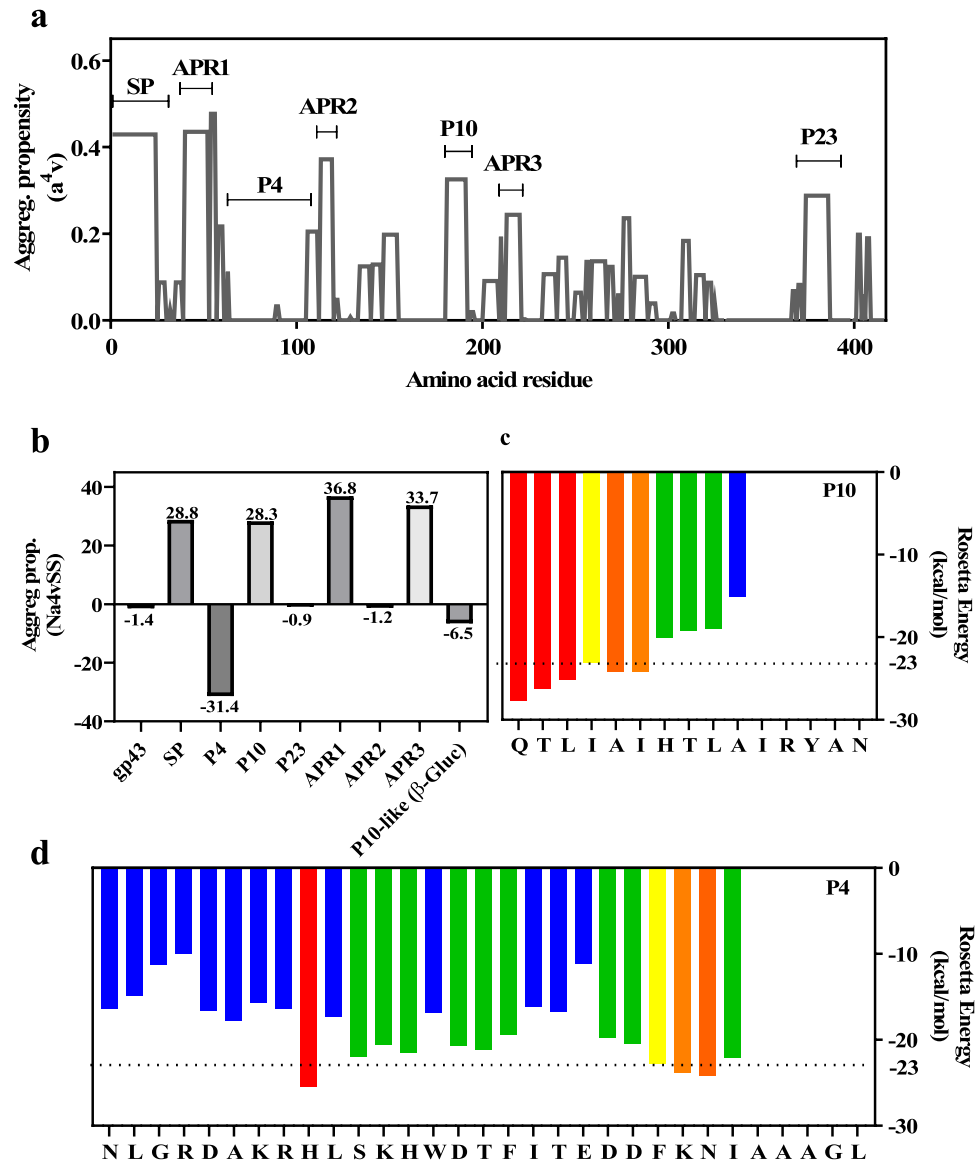 a
Aggreg. propensity
(a⁴v)
0.6
0.4
0.2
0.0
SP
APR1
P4
APR2
P10
APR3
P23
0 100 200 300 400
Amino acid residue
b
Aggreg prop.
(Na4vSS)
40
20
0
-20
-40
-1.4
28.8
-31.4
28.3
-0.9
36.8
-1.2
33.7
-6.5
gp43
SP
P4
P10
P23
APR1
APR2
APR3
P10-like (β-Gluc)
c
P10
0
-10
-20
-23
-30
Rosetta Energy
(kcal/mol)
Q T L I A I H T L A I R Y A N
d
P4
0
-10
-20
-23
-30
Rosetta Energy
(kcal/mol)
N L G R D A K R H L S K H W D T F I T E D D F K N I A A A G L